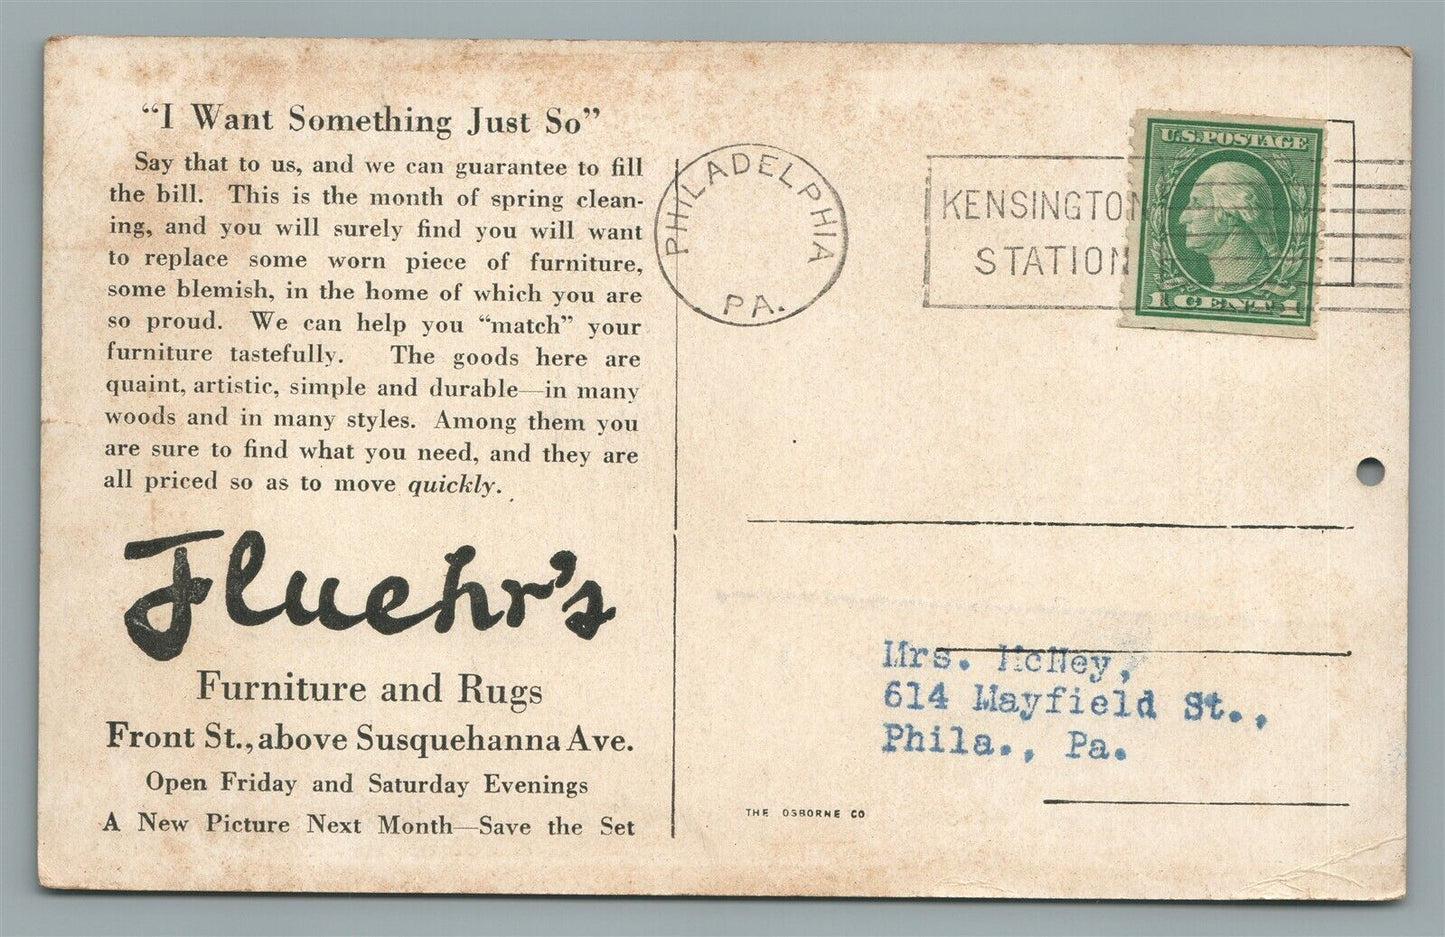 “I Want Something Just So”
Say that to us, and we can guarantee to fill
the bill. This is the month of spring clean-
ing, and you will surely find you will want
to replace some worn piece of furniture,
some blemish, in the home of which you are
so proud. We can help you “match” your
furniture tastefully. The goods here are
quaint, artistic, simple and durable—in many
woods and in many styles. Among them you
are sure to find what you need, and they are
all priced so as to move quickly.
Fluehr's
Furniture and Rugs
Front St., above Susquehanna Ave.
Open Friday and Saturday Evenings
A New Picture Next Month—Save the Set
PHILADELPHIA
PA.
KENSINGTON
STATION
U.S. POSTAGE
1 CENT 1
Mrs. McNey,
614 Mayfield St.,
Phila., Pa.
THE OSBORNE CO